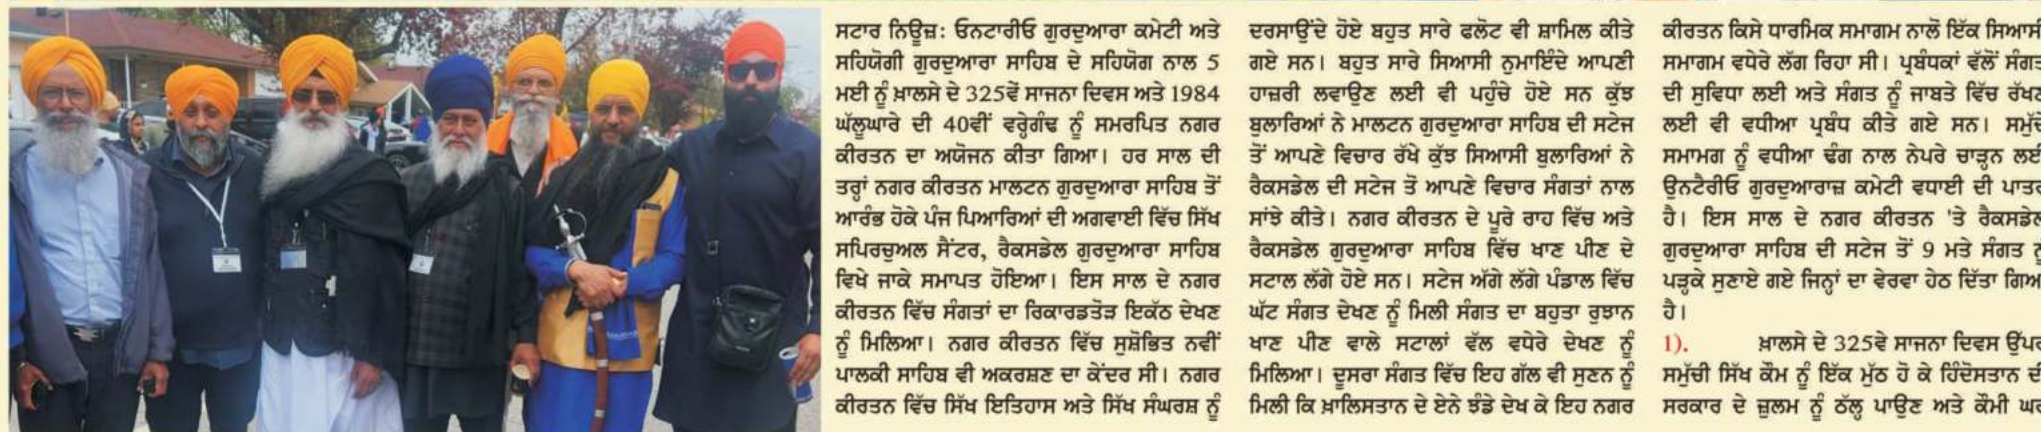 ਸਟਾਰ ਨਿਊਜ਼: ਓਨਟਾਰੀਓ ਗੁਰਦੁਆਰਾ ਕਮੇਟੀ ਅਤੇ
ਸਹਿਯੋਗੀ ਗੁਰਦੁਆਰਾ ਸਾਹਿਬ ਦੇ ਸਹਿਯੋਗ ਨਾਲ 5
ਮਈ ਨੂੰ ਖ਼ਾਲਸੇ ਦੇ 325ਵੇਂ ਸਾਜਨਾ ਦਿਵਸ ਅਤੇ 1984
ਘੱਲੂਘਾਰੇ ਦੀ 40ਵੀਂ ਵਰ੍ਹੇਗੰਢ ਨੂੰ ਸਮਰਪਿਤ ਨਗਰ
ਕੀਰਤਨ ਦਾ ਅਯੋਜਨ ਕੀਤਾ ਗਿਆ। ਹਰ ਸਾਲ ਦੀ
ਤਰ੍ਹਾਂ ਨਗਰ ਕੀਰਤਨ ਮਾਲਟਨ ਗੁਰਦੁਆਰਾ ਸਾਹਿਬ ਤੋਂ
ਆਰੰਭ ਹੋਕੇ ਪੰਜ ਪਿਆਰਿਆਂ ਦੀ ਅਗਵਾਈ ਵਿੱਚ ਸਿੱਖ
ਸਪਿਰਚੁਅਲ ਸੈਂਟਰ, ਰੈਕਸਡੇਲ ਗੁਰਦੁਆਰਾ ਸਾਹਿਬ
ਵਿਖੇ ਜਾਕੇ ਸਮਾਪਤ ਹੋਇਆ। ਇਸ ਸਾਲ ਦੇ ਨਗਰ
ਕੀਰਤਨ ਵਿੱਚ ਸੰਗਤਾਂ ਦਾ ਰਿਕਾਰਡਤੋੜ ਇਕੱਠ ਦੇਖਣ
ਨੂੰ ਮਿਲਿਆ। ਨਗਰ ਕੀਰਤਨ ਵਿੱਚ ਸੁਸ਼ੋਭਿਤ ਨਵੀਂ
ਪਾਲਕੀ ਸਾਹਿਬ ਵੀ ਅਕਰਸ਼ਣ ਦਾ ਕੇਂਦਰ ਸੀ। ਨਗਰ
ਕੀਰਤਨ ਵਿੱਚ ਸਿੱਖ ਇਤਿਹਾਸ ਅਤੇ ਸਿੱਖ ਸੰਘਰਸ਼ ਨੂੰ
ਦਰਸਾਉਂਦੇ ਹੋਏ ਬਹੁਤ ਸਾਰੇ ਫਲੋਟ ਵੀ ਸ਼ਾਮਿਲ ਕੀਤੇ
ਗਏ ਸਨ। ਬਹੁਤ ਸਾਰੇ ਸਿਆਸੀ ਨੁਮਾਇੰਦੇ ਆਪਣੀ
ਹਾਜ਼ਰੀ ਲਵਾਉਣ ਲਈ ਵੀ ਪਹੁੰਚੇ ਹੋਏ ਸਨ ਕੁੱਝ
ਬੁਲਾਰਿਆਂ ਨੇ ਮਾਲਟਨ ਗੁਰਦੁਆਰਾ ਸਾਹਿਬ ਦੀ ਸਟੇਜ
ਤੋਂ ਆਪਣੇ ਵਿਚਾਰ ਰੱਖੇ ਕੁੱਝ ਸਿਆਸੀ ਬੁਲਾਰਿਆਂ ਨੇ
ਰੈਕਸਡੇਲ ਦੀ ਸਟੇਜ ਤੋ ਆਪਣੇ ਵਿਚਾਰ ਸੰਗਤਾਂ ਨਾਲ
ਸਾਂਝੇ ਕੀਤੇ। ਨਗਰ ਕੀਰਤਨ ਦੇ ਪੂਰੇ ਰਾਹ ਵਿੱਚ ਅਤੇ
ਰੈਕਸਡੇਲ ਗੁਰਦੁਆਰਾ ਸਾਹਿਬ ਵਿੱਚ ਖਾਣ ਪੀਣ ਦੇ
ਸਟਾਲ ਲੱਗੇ ਹੋਏ ਸਨ। ਸਟੇਜ ਅੱਗੇ ਲੱਗੇ ਪੰਡਾਲ ਵਿੱਚ
ਘੱਟ ਸੰਗਤ ਦੇਖਣ ਨੂੰ ਮਿਲੀ ਸੰਗਤ ਦਾ ਬਹੁਤਾ ਰੁਝਾਨ
ਖਾਣ ਪੀਣ ਵਾਲੇ ਸਟਾਲਾਂ ਵੱਲ ਵਧੇਰੇ ਦੇਖਣ ਨੂੰ
ਮਿਲਿਆ। ਦੂਸਰਾ ਸੰਗਤ ਵਿੱਚ ਇਹ ਗੱਲ ਵੀ ਸੁਣਨ ਨੂੰ
ਮਿਲੀ ਕਿ ਖ਼ਾਲਿਸਤਾਨ ਦੇ ਏਨੇ ਝੰਡੇ ਦੇਖ ਕੇ ਇਹ ਨਗਰ
ਕੀਰਤਨ ਕਿਸੇ ਧਾਰਮਿਕ ਸਮਾਗਮ ਨਾਲੋਂ ਇੱਕ
ਸਮਾਗਮ ਵਧੇਰੇ ਲੱਗ ਰਿਹਾ ਸੀ। ਪ੍ਰਬੰਧਕਾਂ ਵੱਲੋਂ ਸੰਗਤ
ਦੀ ਸੁਵਿਧਾ ਲਈ ਅਤੇ ਸੰਗਤ ਨੂੰ ਜਾਬਤੇ ਵਿੱਚ
ਲਈ ਵੀ ਵਧੀਆ ਪ੍ਰਬੰਧ ਕੀਤੇ ਗਏ ਸਨ।
ਸਮਾਮਗ ਨੂੰ ਵਧੀਆ ਢੰਗ ਨਾਲ ਨੇਪਰੇ ਚਾੜ੍ਹਨ ਲਈ
ਉਨਟੈਰੀਓ ਗੁਰਦੁਆਰਾਜ਼ ਕਮੇਟੀ ਵਧਾਈ ਦੀ
ਹੈ। ਇਸ ਸਾਲ ਦੇ ਨਗਰ ਕੀਰਤਨ 'ਤੇ ਰੈਕਸਡੇਲ
ਗੁਰਦੁਆਰਾ ਸਾਹਿਬ ਦੀ ਸਟੇਜ ਤੋਂ 9 ਮਤੇ ਸੰਗਤ ਨੂੰ
ਪੜ੍ਹਕੇ ਸੁਣਾਏ ਗਏ ਜਿਨ੍ਹਾਂ ਦਾ ਵੇਰਵਾ ਹੇਠ ਦਿੱਤਾ
ਹੈ।
1). ਖ਼ਾਲਸੇ ਦੇ 325ਵੇ ਸਾਜਨਾ ਦਿਵਸ ਉੱਪਰ
ਸਮੁੱਚੀ ਸਿੱਖ ਕੌਮ ਨੂੰ ਇੱਕ ਮੁੱਠ ਹੋ ਕੇ ਹਿੰਦੋਸਤਾਨ ਦੀ
ਸਰਕਾਰ ਦੇ ਜ਼ੁਲਮ ਨੂੰ ਠੱਲ੍ਹ ਪਾਉਣ ਅਤੇ ਕੌਮੀ